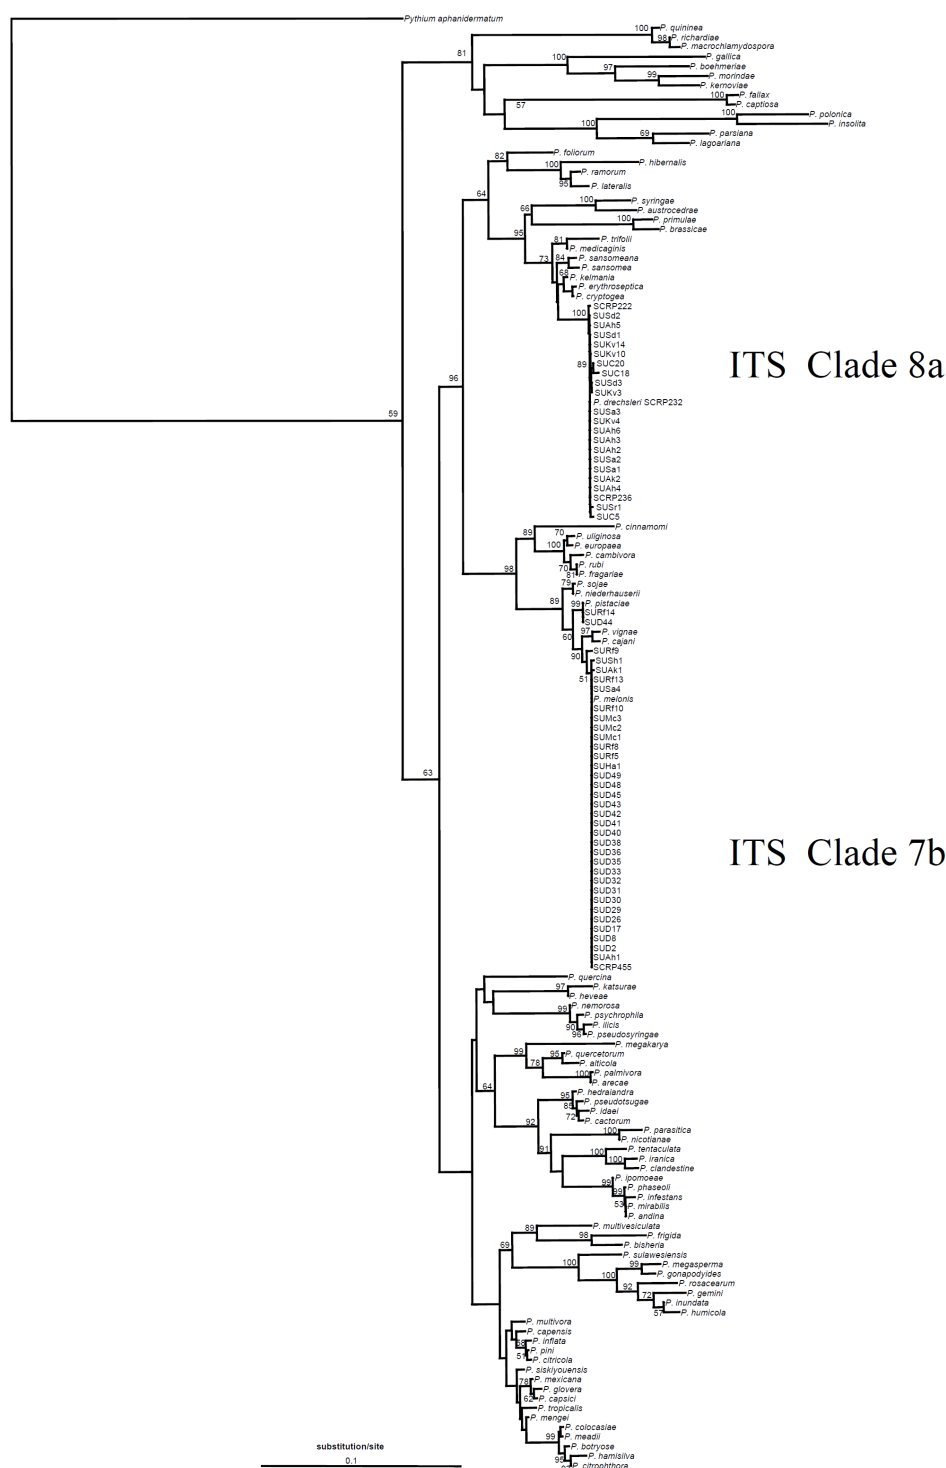 Pythium aphanidermatum
P. quininea
100
98
P. richardiae
P. macrochlamydospora
81
P. gallica
100
P. boehmeriae
97
P. morindae
99
P. kernoviae
P. fallax
100
57
P. captiosa
P. polonica
100
P. insolita
100
P. parsiana
69
P. lagoariana
P. foliorum
82
P. hibernalis
100
P. ramorum
95
P. lateralis
64
P. syringae
100
P. austrocedrae
66
P. primulae
100
P. brassicae
95
P. trifolii
81
P. medicaginis
P. sansomeana
84
73
P. sansomea
68
P. kelmania
P. erythroseptica
P. cryptogea
SCRP222
100
SUSd2
SUAh5
SUSd1
SUKv14
SUKv10
89
SUC20
SUC18
ITS Clade 8a
SUSd3
SUKv3
96
P. drechsleri SCRP232
SUSa3
59
SUKv4
SUAh6
SUAh3
SUAh2
SUSa2
SUSa1
SUAk2
SUAh4
SCRP236
SUSr1
SUC5
P. cinnamomi
89
70
P. uliginosa
100
P. europaea
P. cambivora
70
P. rubi
98
81
P. fragariae
79
P. sojae
P. niederhauserii
89
99
P. pistaciae
SURf14
SUD44
60
97
P. vignae
P. cajani
90
SURf9
SUSh1
SUAk1
51
SURf13
SUSa4
P. melonis
SURf10
SUMc3
SUMc2
SUMc1
SURf8
SURf5
SUHa1
63
SUD49
SUD48
SUD45
SUD43
SUD42
SUD41
SUD40
SUD38
SUD36
ITS Clade 7b
SUD35
SUD33
SUD32
SUD31
SUD30
SUD29
SUD26
SUD17
SUD8
SUD2
SUAh1
SCRP455
P. quercina
97
P. katsurae
P. heveae
99
P. nemorosa
P. psychrophila
90
P. ilicis
96
P. pseudosyringae
P. megakarya
99
95
P. quercetorum
78
P. alticola
100
P. palmivora
P. arecae
64
95
P. hedraiandra
85
P. pseudotsugae
P. idaei
72
P. cactorum
92
P. parasitica
100
P. nicotianae
91
P. tentaculata
100
100
P. iranica
P. clandestine
P. ipomoeae
99
P. phaseoli
P. infestans
53
P. mirabilis
P. andina
P. multivesiculata
89
P. frigida
98
P. bisheria
69
P. sulawesiensis
100
99
P. megasperma
100
P. gonapodyides
P. rosacearum
92
72
P. gemini
P. inundata
57
P. humicola
P. multivora
P. capensis
P. inflata
P. pini
51
P. citricola
P. siskiyouensis
78
P. mexicana
P. glovera
62
P. capsici
P. tropicalis
P. mengei
P. colocasiae
99
P. meadii
P. botryose
95
P. hamisilva
P. citrophthora
substitution/site
0.1